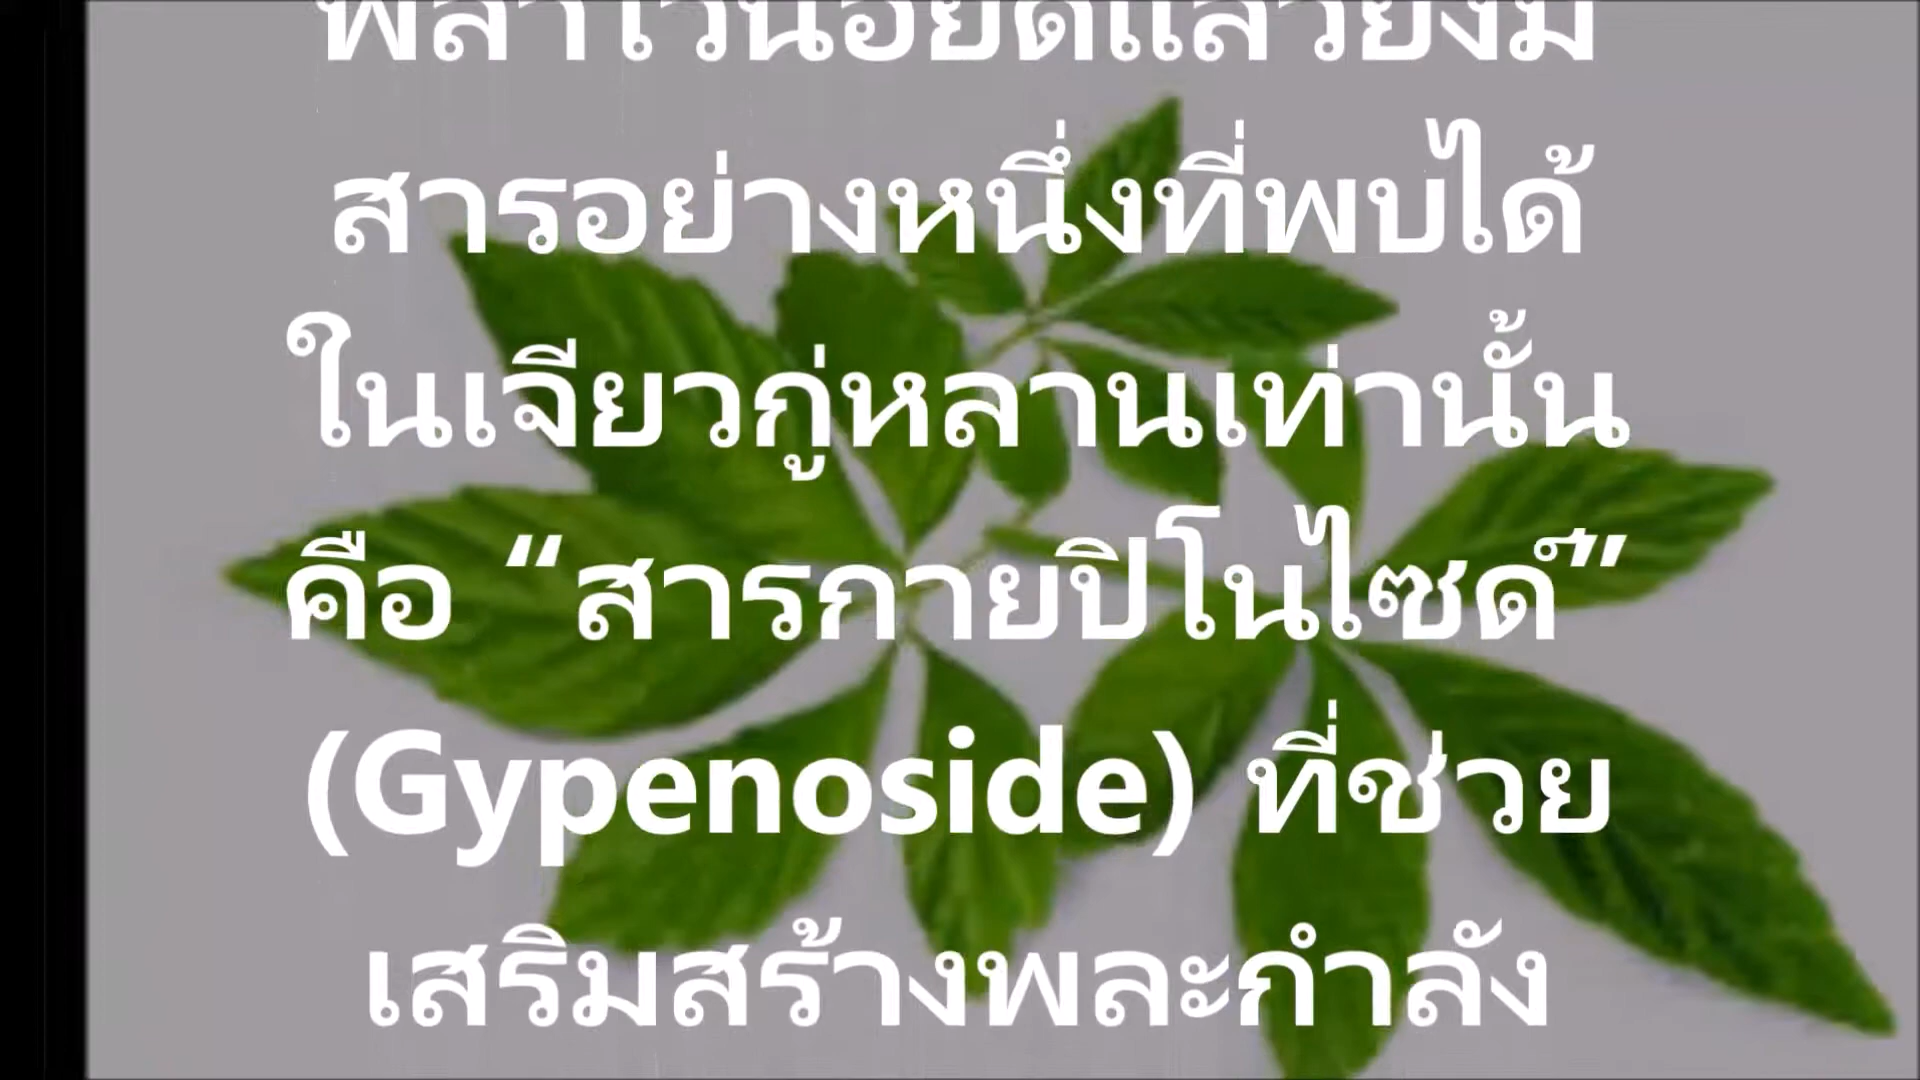 สารอย่างหนึ่งที่พบได้
ในเจียวกู่หลานเท่านั้น
คือ “สารกายปิโนไซด์”
(Gypenoside) ที่ช่วย
เสริมสร้างพละกำลัง